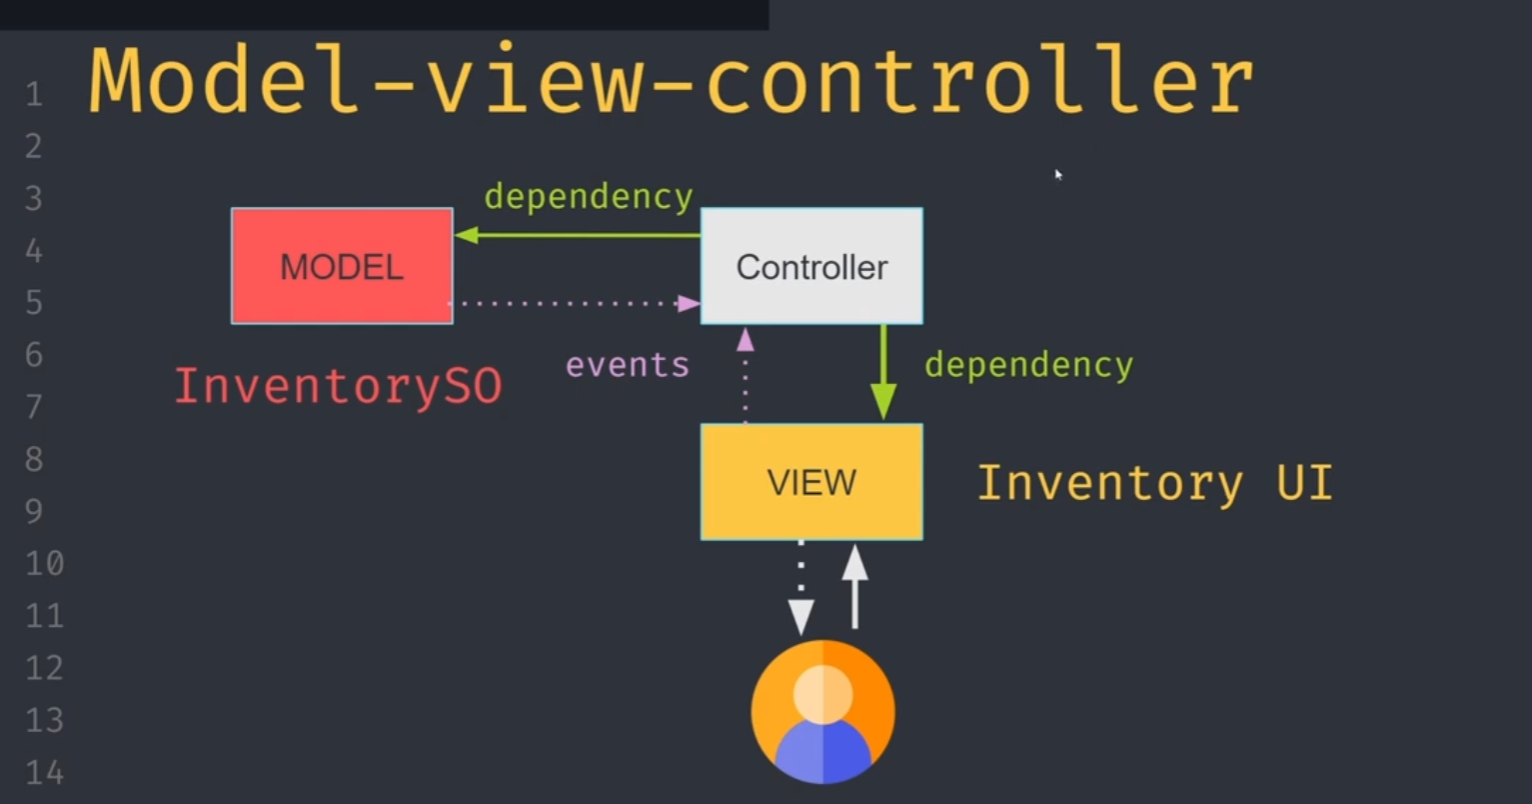 Model-view-controller
1
2
3
4
5
6
7
8
9
10
11
12
13
14
dependency
MODEL
Controller
events
dependency
InventorySO
VIEW
Inventory UI